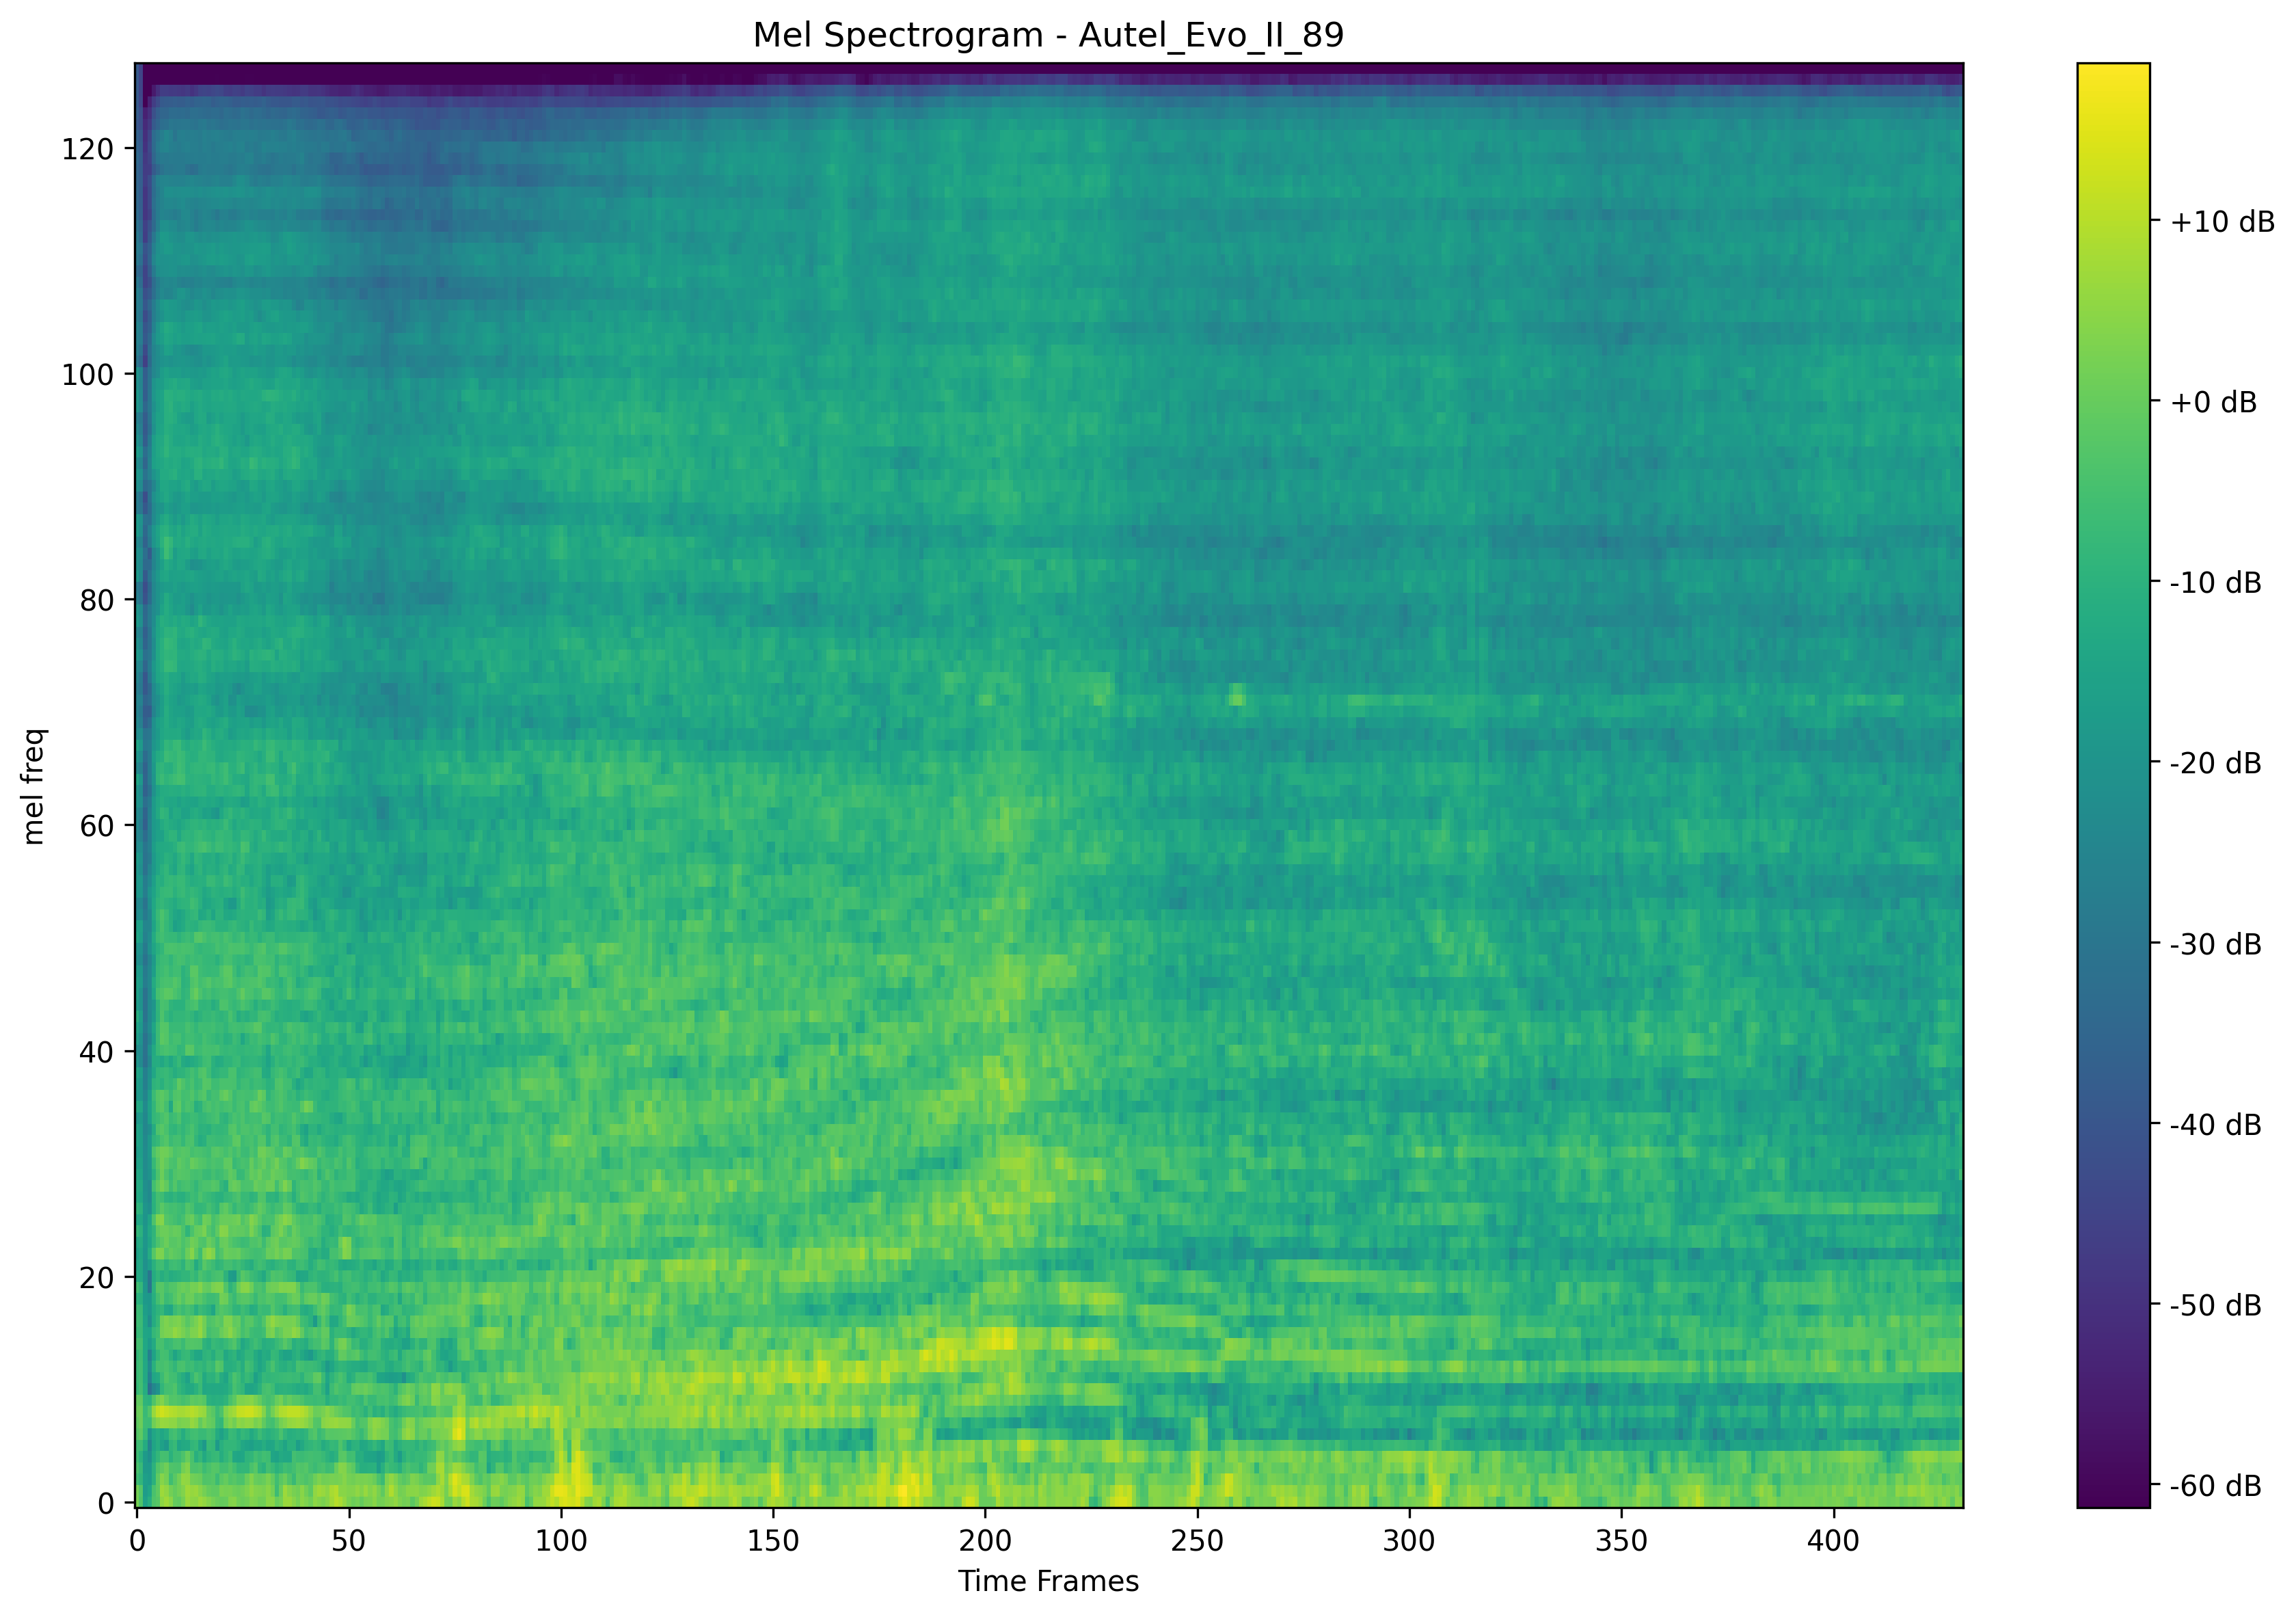 Mel Spectrogram - Autel_Evo_II_89
mel freq
120
100
80
60
40
20
0
0 50 100 150 200 250 300 350 400
Time Frames
+10 dB
+0 dB
-10 dB
-20 dB
-30 dB
-40 dB
-50 dB
-60 dB